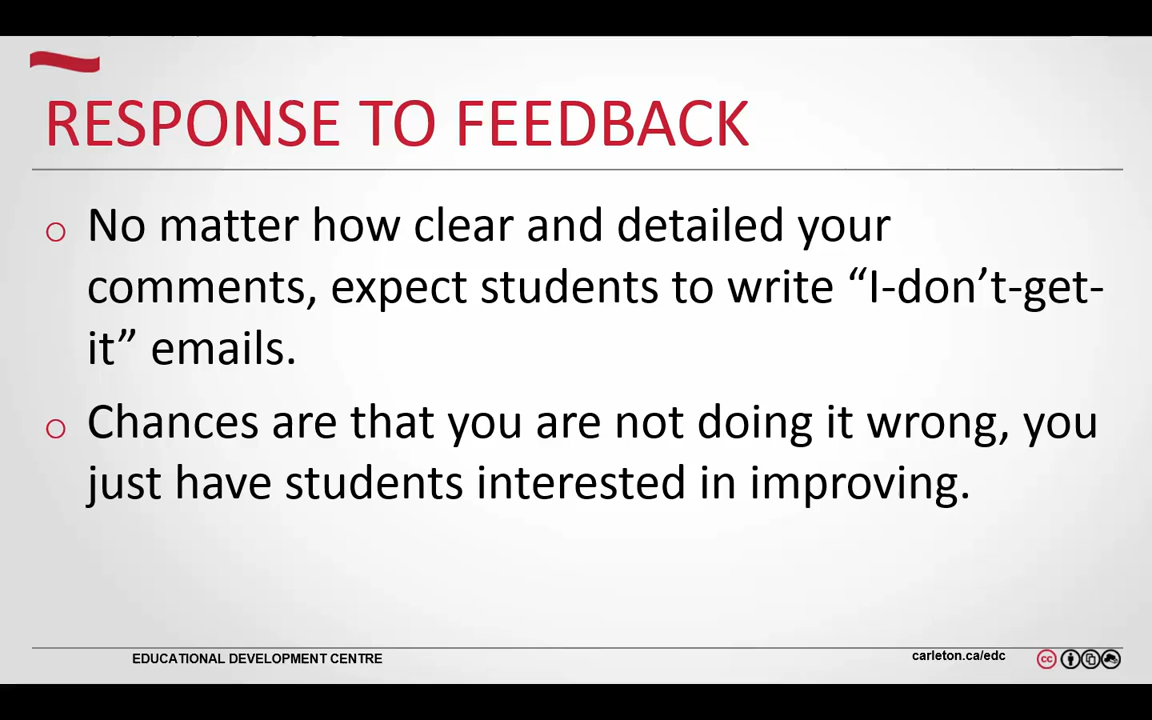 RESPONSE TO FEEDBACK
o No matter how clear and detailed your
comments, expect students to write “I-don’t-get-
it” emails.
o Chances are that you are not doing it wrong, you
just have students interested in improving.
EDUCATIONAL DEVELOPMENT CENTRE
carleton.ca/edc
cc